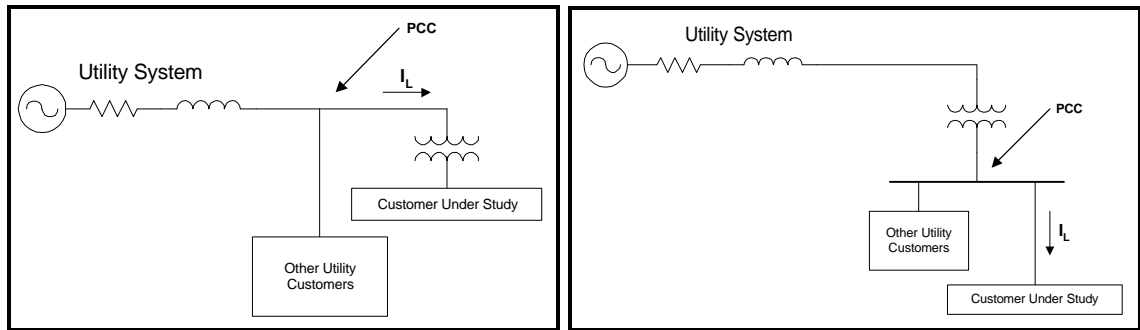 PCC
Utility System
I_L
Customer Under Study
Other Utility
Customers
Utility System
PCC
Other Utility
Customers
I_L
Customer Under Study